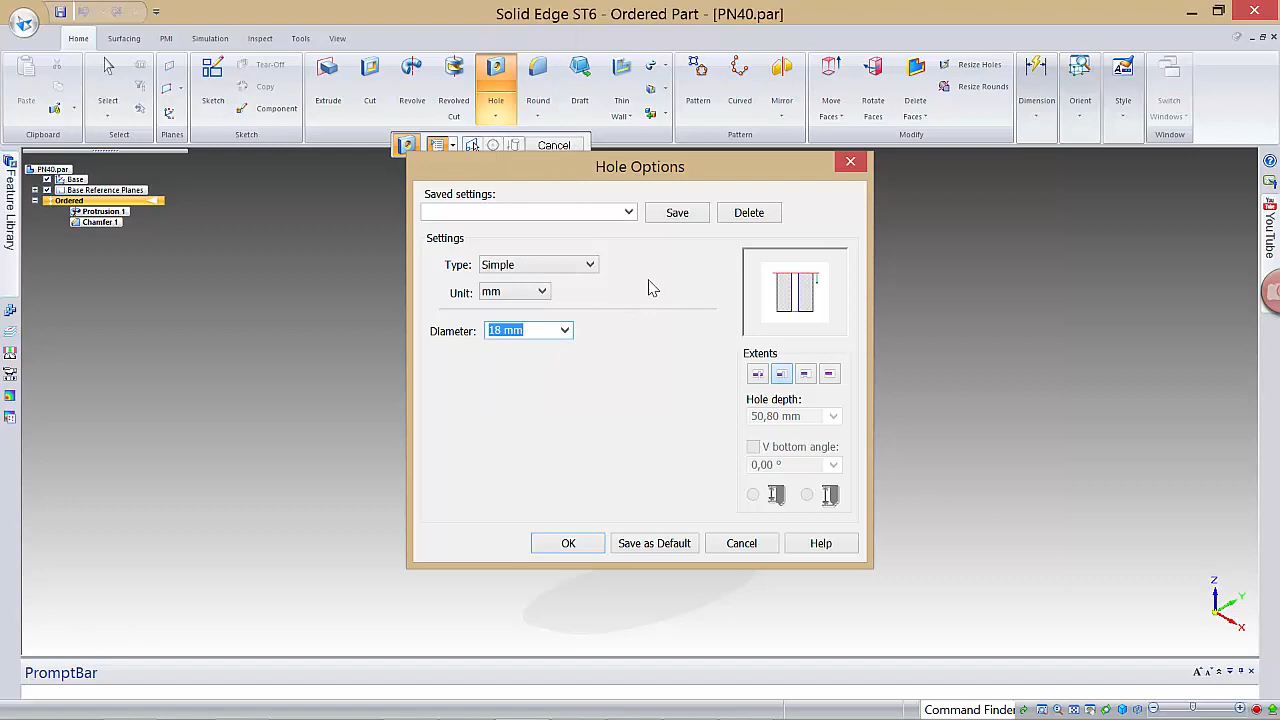 Solid Edge ST6 - Ordered Part - [PN40.par]
Home Surfacing PMI Simulation Inspect Tools View
Paste
Clipboard
Select
Select
Planes
Sketch
Tear-Off
Copy
Component
Sketch
Extrude
Cut
Revolve
Revolved Cut
Hole
Round
Draft
Thin Wall
Pattern
Curved
Mirror
Pattern
Move Faces
Rotate Faces
Delete Faces
Resize Holes
Resize Rounds
Modify
Dimension
Orient
Style
Switch Windows
Window
Cancel
Feature Library
PN40.par
Base
Base Reference Planes
Ordered
Protrusion 1
Chamfer 1
YouTube
Hole Options
Saved settings:
Save
Delete
Settings
Type: Simple
Unit: mm
Diameter: 18 mm
Extents
Hole depth:
50,80 mm
V bottom angle:
0,00 °
OK
Save as Default
Cancel
Help
Z
Y
X
PromptBar
Command Finder